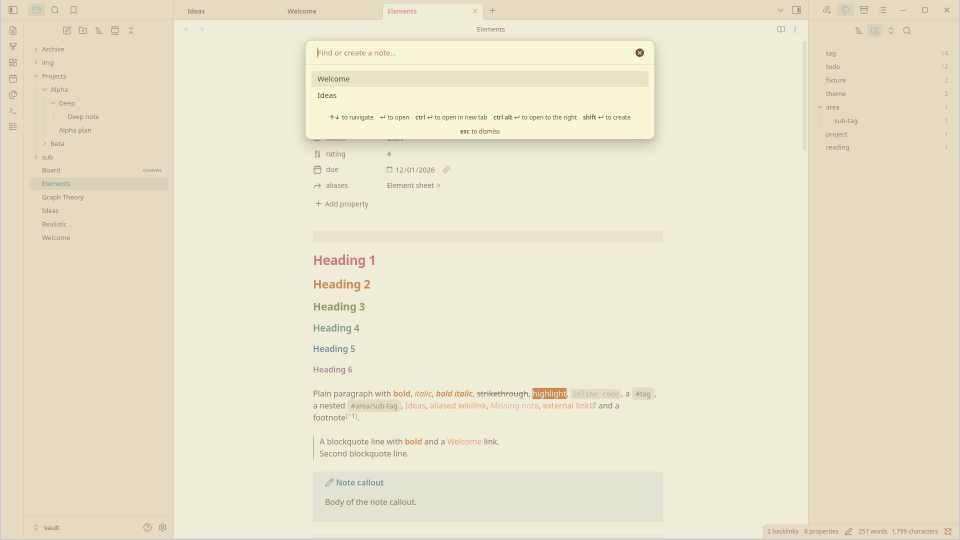 Ideas
Welcome
Elements
Elements
Archive
img
Projects
Alpha
Deep
Deep note
Alpha plan
Beta
sub
Board
CANVAS
Elements
Graph Theory
Ideas
Realistic
Welcome
vault
Find or create a note...
Welcome
Ideas
↑↓ to navigate ↵ to open ctrl ↵ to open in new tab ctrl alt ↵ to open to the right shift ↵ to create
esc to dismiss
rating 4
due 12/01/2026
aliases Element sheet ×
+ Add property
Heading 1
Heading 2
Heading 3
Heading 4
Heading 5
Heading 6
Plain paragraph with bold, italic, bold italic, strikethrough, highlight, inline code, a #tag,
a nested #area/sub-tag, Ideas, aliased wikilink, Missing note, external link and a
footnote[^1].
A blockquote line with bold and a Welcome link.
Second blockquote line.
Note callout
Body of the note callout.
tag 14
todo 12
fixture 2
theme 2
area 1
sub-tag 1
project 1
reading 1
2 backlinks 6 properties 257 words 1,799 characters